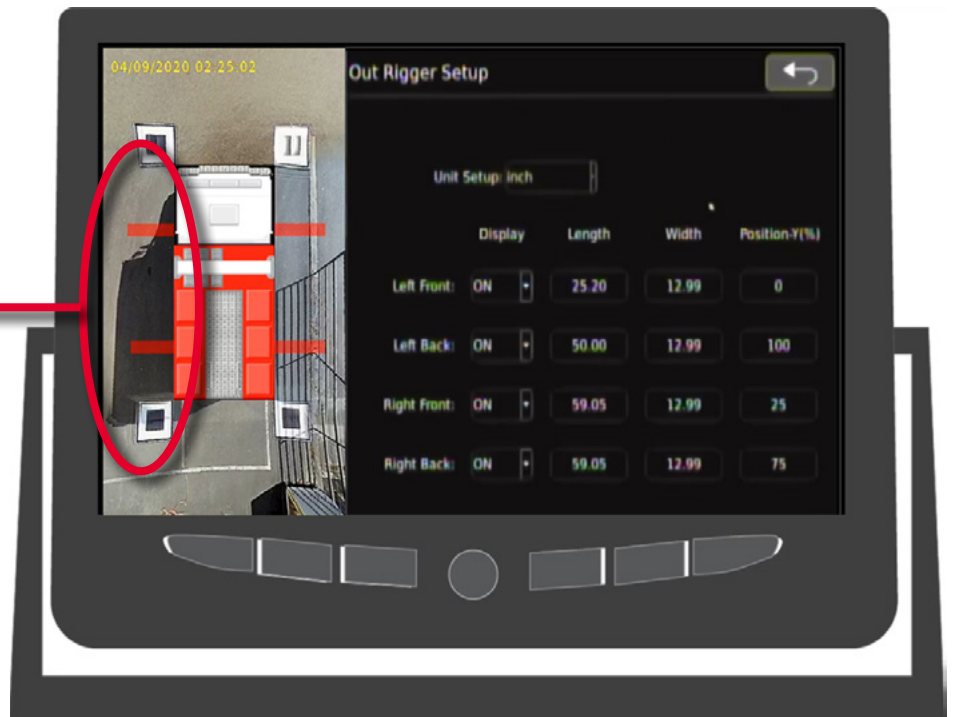 04/09/2020 02:25:02
Out Rigger Setup
Unit Setup: inch
Display Length Width Position-Y(%)
Left Front: ON 25.20 12.99 0
Left Back: ON 50.00 12.99 100
Right Front: ON 59.05 12.99 25
Right Back: ON 59.05 12.99 75